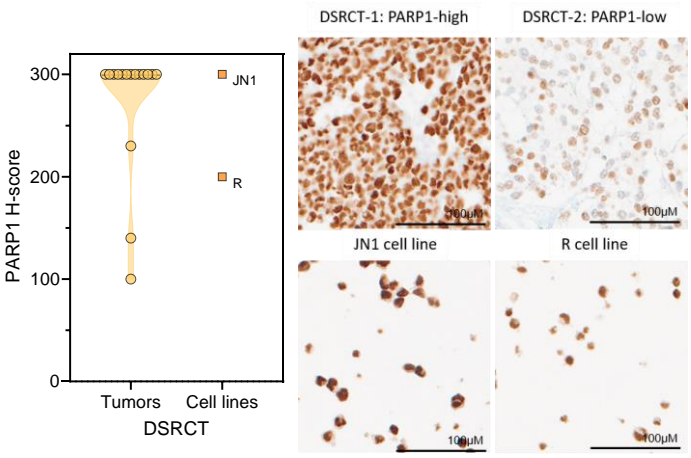 DSRCT-1: PARP1-high
DSRCT-2: PARP1-low
300
200
100
0
PARP1 H-score
JN1
R
Tumors
Cell lines
DSRCT
100µM
100µM
JN1 cell line
R cell line
100µM
100µM